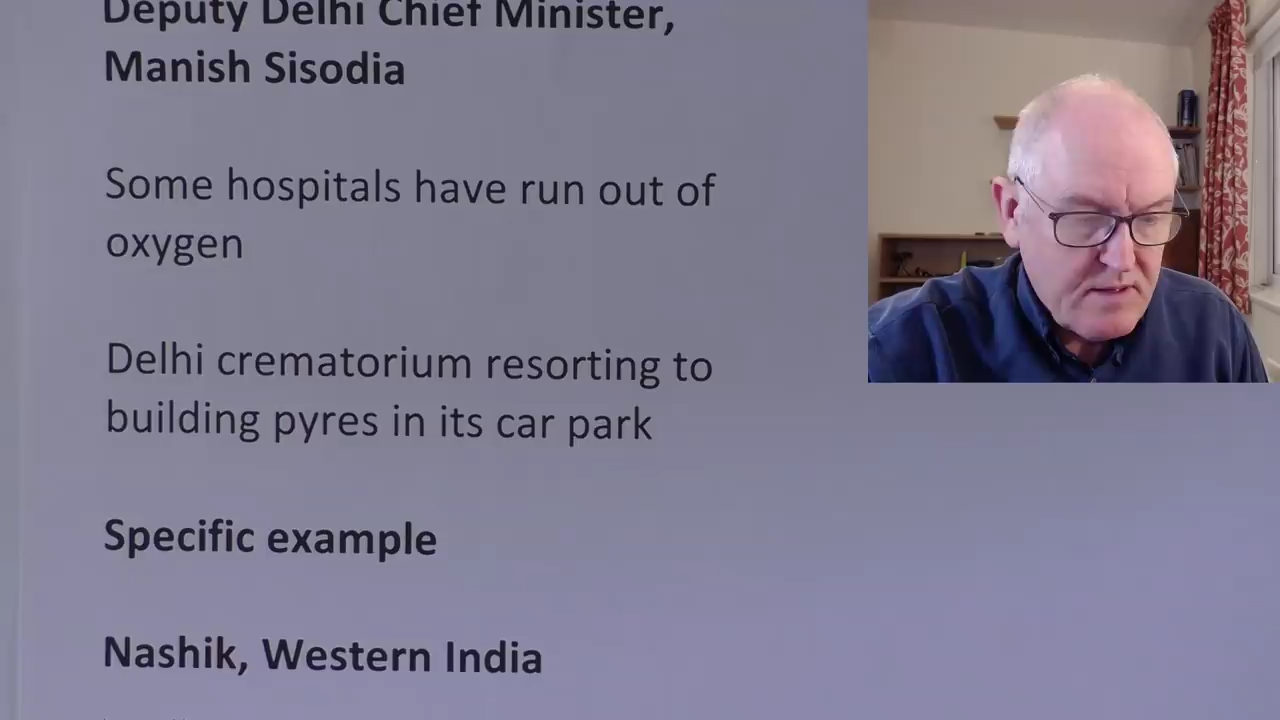 Deputy Delhi Chief Minister,
Manish Sisodia
Some hospitals have run out of
oxygen
Delhi crematorium resorting to
building pyres in its car park
Specific example
Nashik, Western India